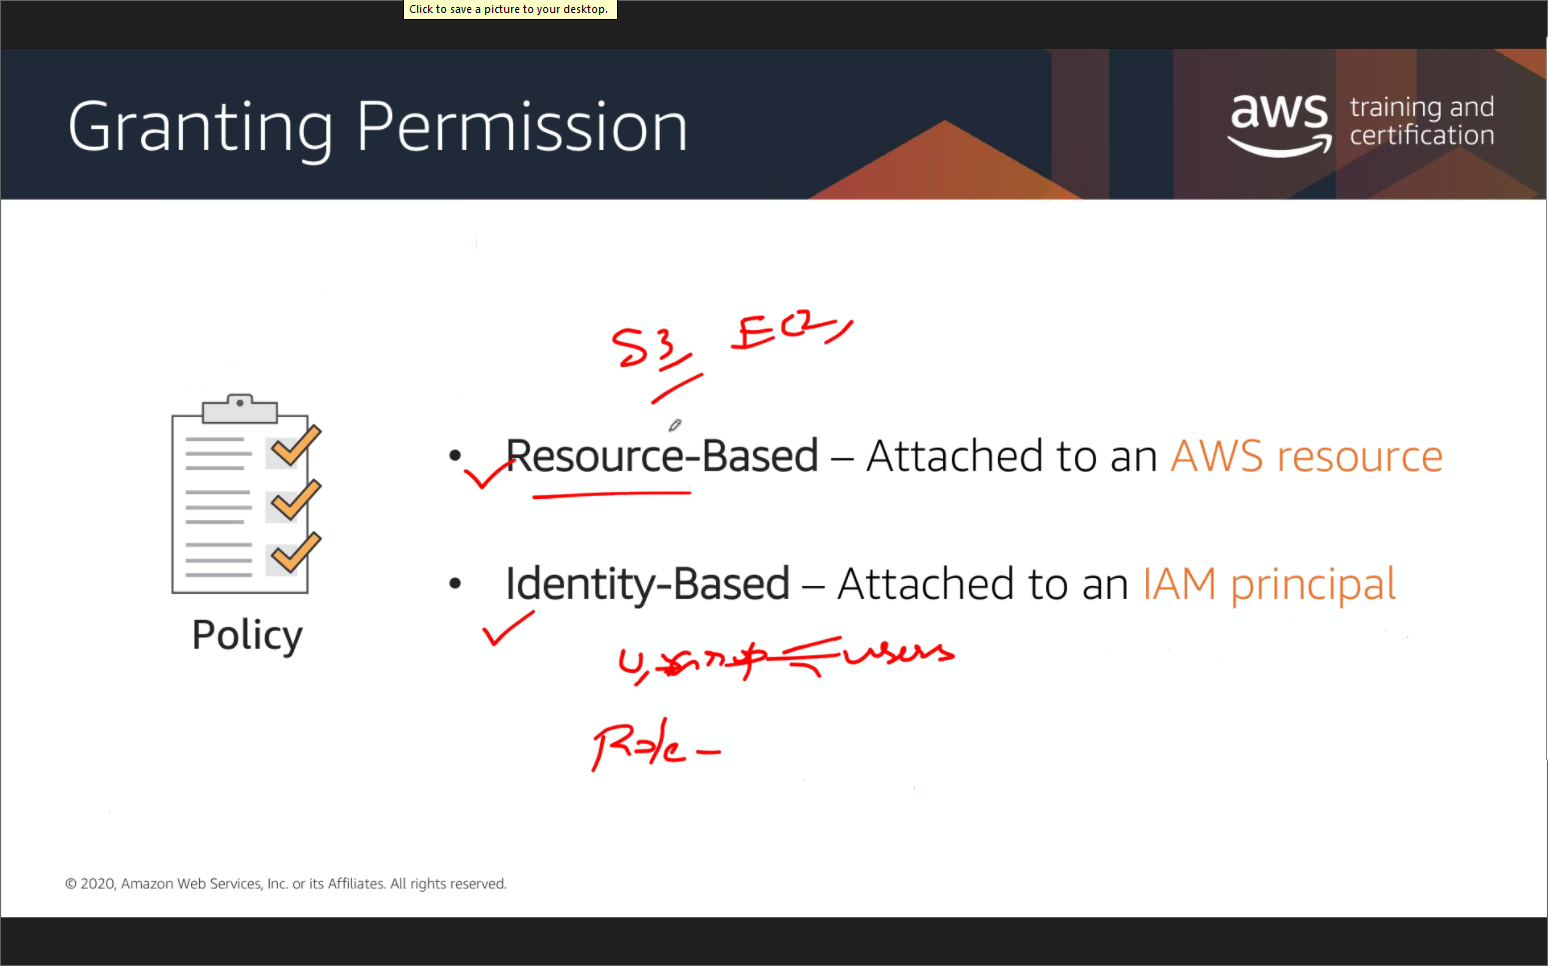 Click to save a picture to your desktop.
Granting Permission
aws training and
certification
S3, EC2,
• Resource-Based – Attached to an AWS resource
• Identity-Based – Attached to an IAM principal
Policy
users
Role -
© 2020, Amazon Web Services, Inc. or its Affiliates. All rights reserved.